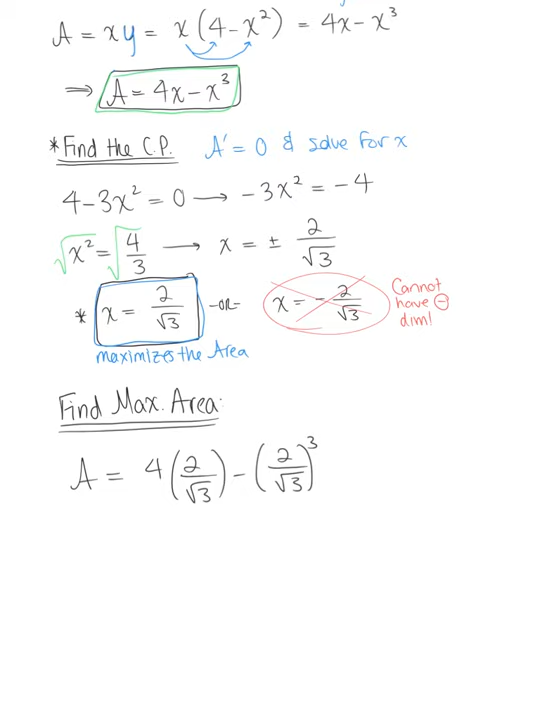 A = xy = x(4-x²) = 4x-x³
⇒ A = 4x-x³
*Find the C.P. A' = 0 & solve for x
4-3x² = 0 → -3x² = -4
√x² = √4/3 → x = ± 2/√3
* x = 2/√3 -OR- x = -2/√3 Cannot have ⊖ dim!
maximizes the Area
Find Max. Area:
A = 4(2/√3) - (2/√3)³